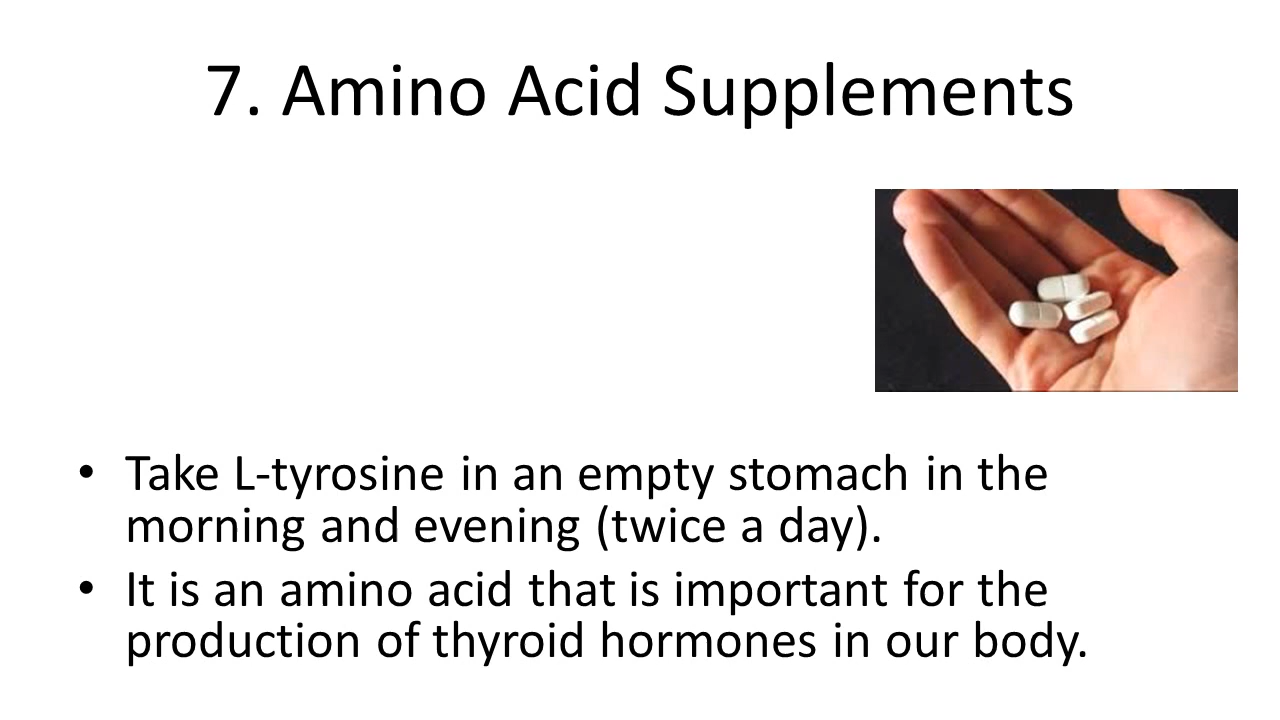 7. Amino Acid Supplements
• Take L-tyrosine in an empty stomach in the
morning and evening (twice a day).
• It is an amino acid that is important for the
production of thyroid hormones in our body.